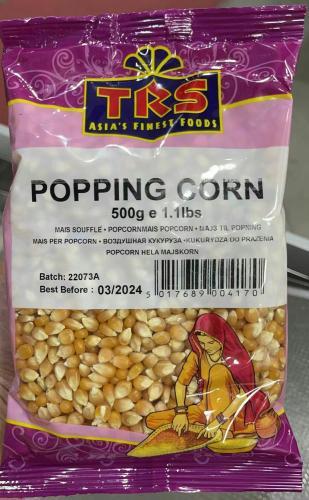 TRS
ASIA'S FINEST FOODS
POPPING CORN
500g e 1.1lbs
MAIS SOUFFLE • POPCORNMAIS POPCORN • MAJS TIL POPNING
MAIS PER POPCORN • ВОЗДУШНАЯ КУКУРУЗА • KUKURYDZA DO PRAZENIA
POPCORN HELA MAJSKORN
Batch: 22073A
Best Before : 03/2024
5 017689 004170